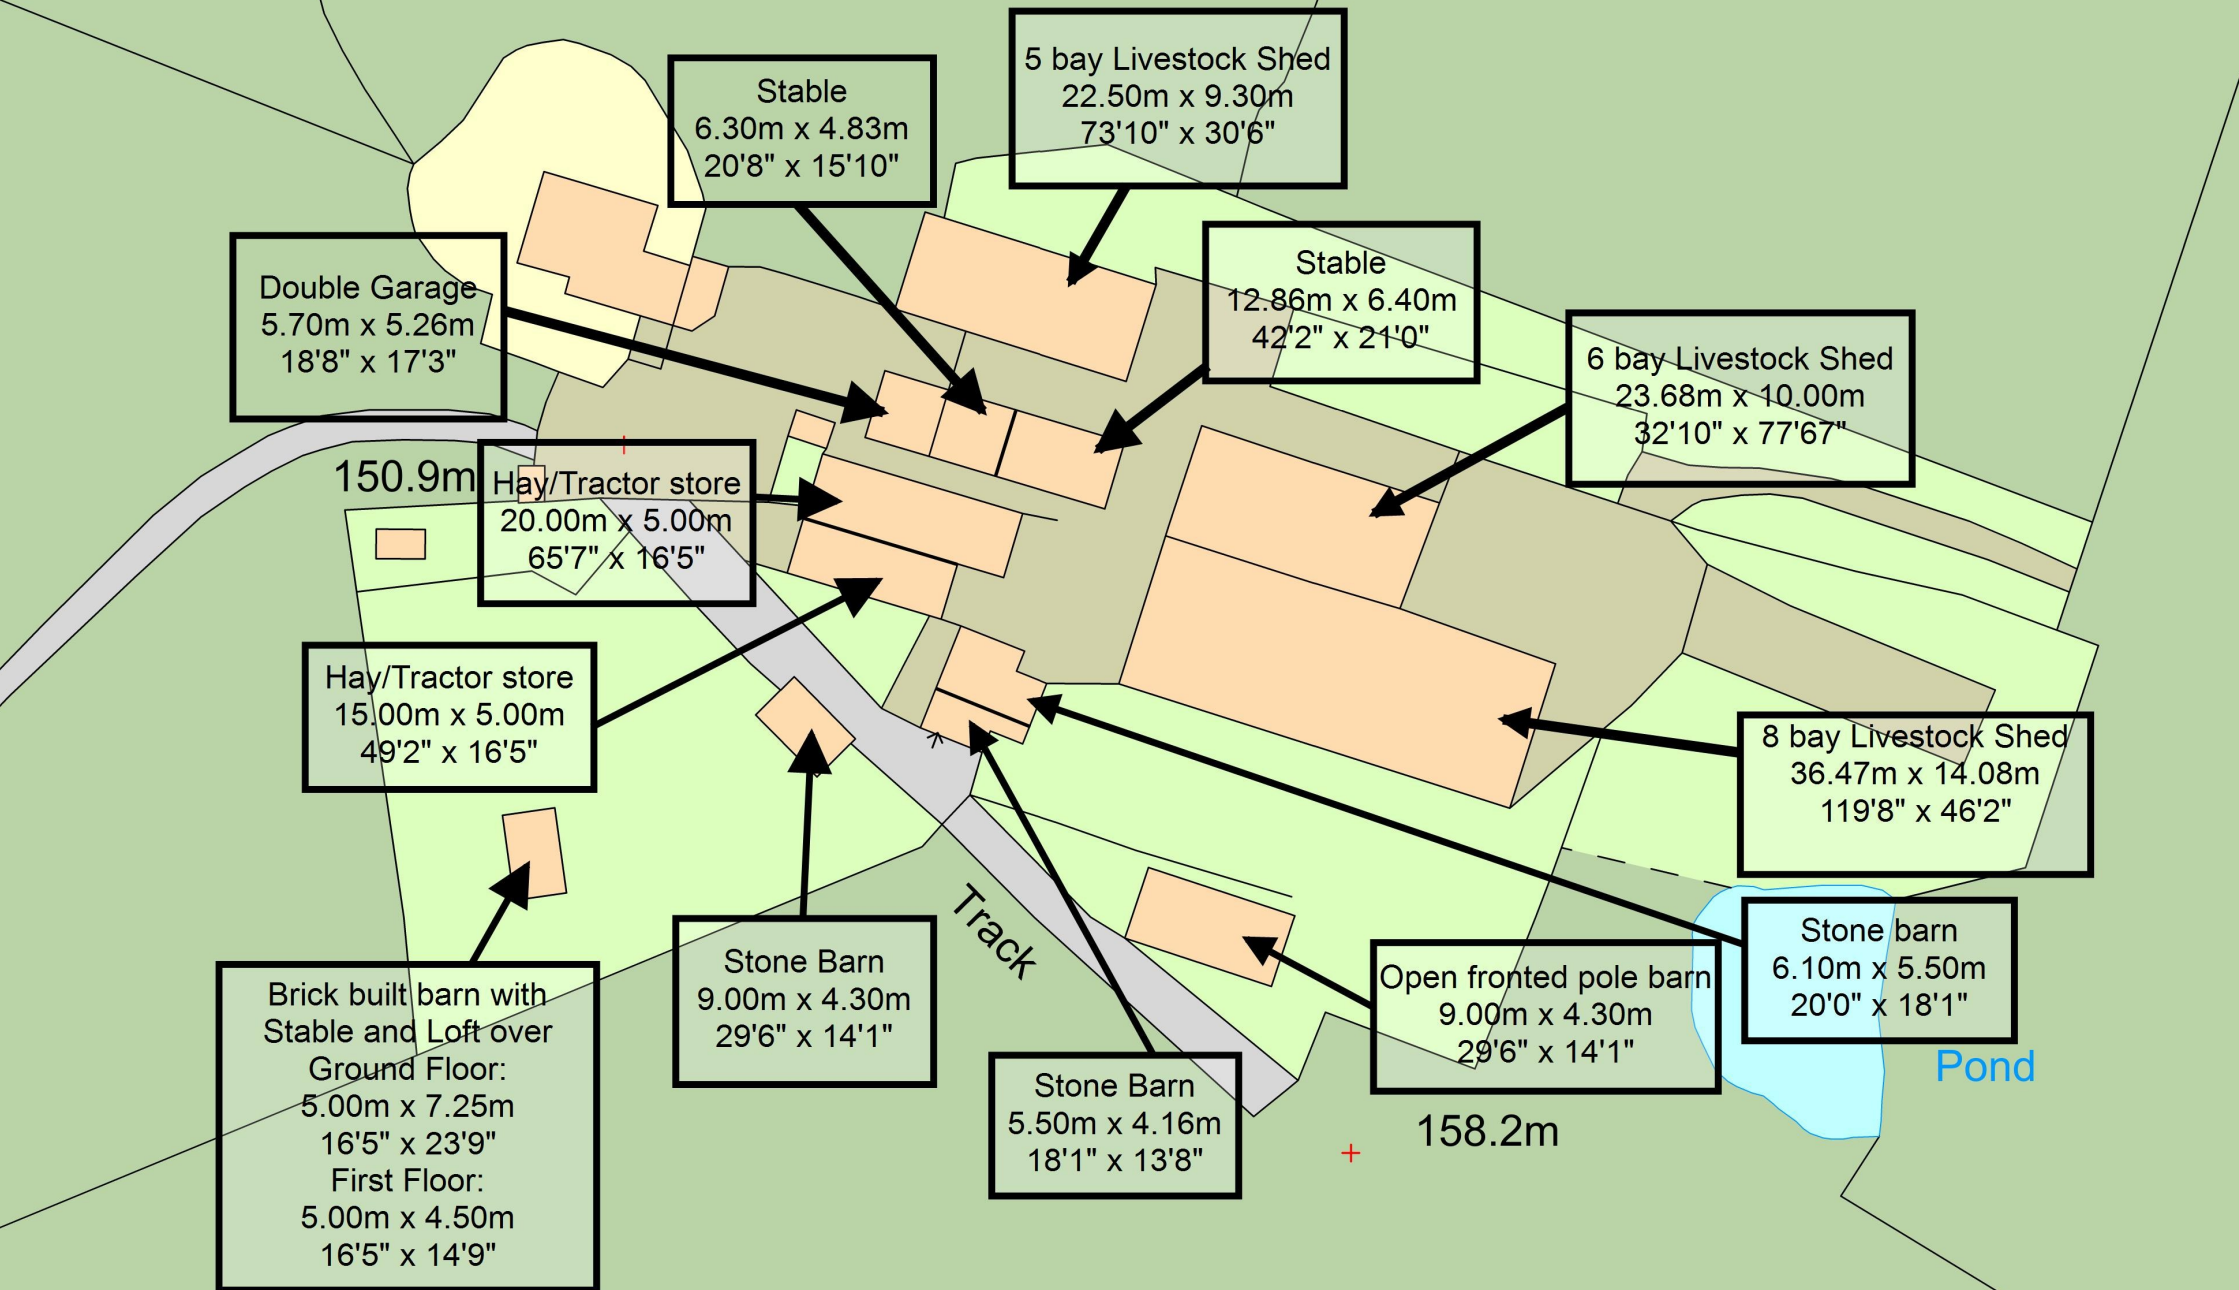 5 bay Livestock Shed
22.50m x 9.30m
73'10" x 30'6"
Stable
6.30m x 4.83m
20'8" x 15'10"
Stable
12.86m x 6.40m
42'2" x 21'0"
Double Garage
5.70m x 5.26m
18'8" x 17'3"
6 bay Livestock Shed
23.68m x 10.00m
32'10" x 77'67"
150.9m
Hay/Tractor store
20.00m x 5.00m
65'7" x 16'5"
Hay/Tractor store
15.00m x 5.00m
49'2" x 16'5"
8 bay Livestock Shed
36.47m x 14.08m
119'8" x 46'2"
Track
Stone barn
6.10m x 5.50m
20'0" x 18'1"
Stone Barn
9.00m x 4.30m
29'6" x 14'1"
Open fronted pole barn
9.00m x 4.30m
29'6" x 14'1"
Brick built barn with
Stable and Loft over
Ground Floor:
5.00m x 7.25m
16'5" x 23'9"
First Floor:
5.00m x 4.50m
16'5" x 14'9"
Stone Barn
5.50m x 4.16m
18'1" x 13'8"
Pond
158.2m